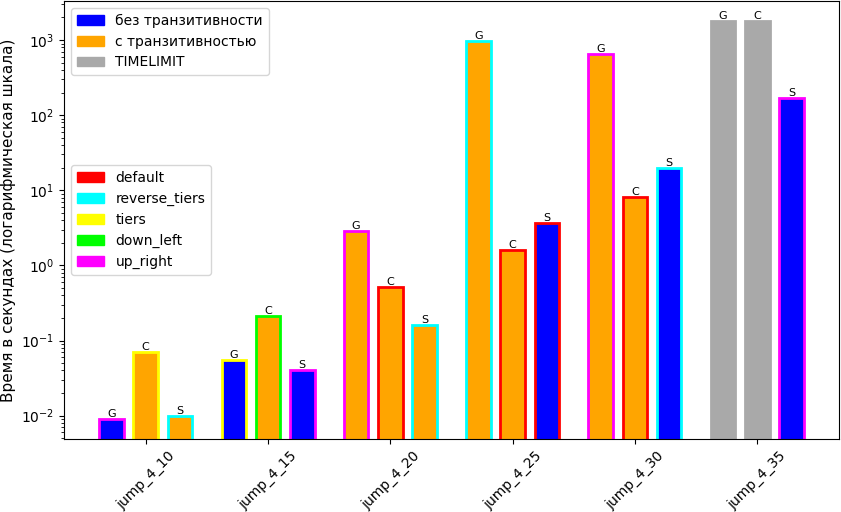 Время в секундах (логарифмическая шкала)
10³
10²
10¹
10⁰
10⁻¹
10⁻²
без транзитивности
с транзитивностью
TIMELIMIT
default
reverse_tiers
tiers
down_left
up_right
G C S
G C S
G C S
G C S
G C S
G C S
jump_4_10
jump_4_15
jump_4_20
jump_4_25
jump_4_30
jump_4_35